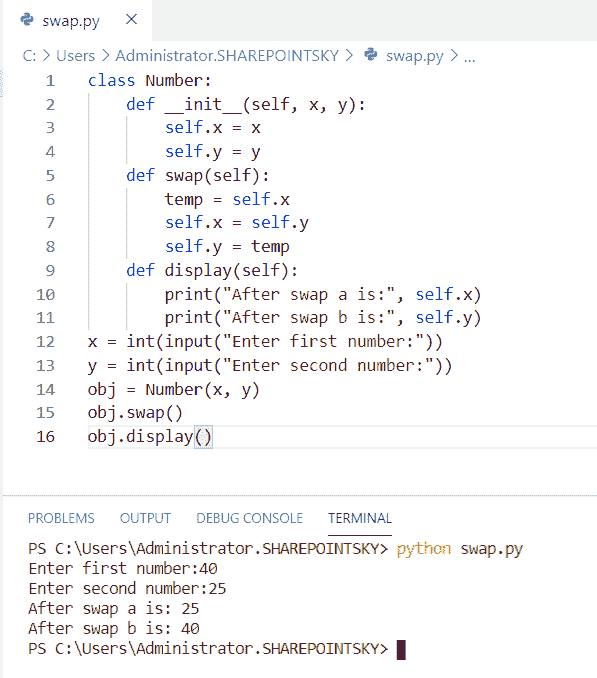 swap.py ×
C: > Users > Administrator.SHAREPOINTSKY > swap.py > ...
1 class Number:
2     def __init__(self, x, y):
3         self.x = x
4         self.y = y
5     def swap(self):
6         temp = self.x
7         self.x = self.y
8         self.y = temp
9     def display(self):
10         print("After swap a is:", self.x)
11         print("After swap b is:", self.y)
12 x = int(input("Enter first number:"))
13 y = int(input("Enter second number:"))
14 obj = Number(x, y)
15 obj.swap()
16 obj.display()
PROBLEMS OUTPUT DEBUG CONSOLE TERMINAL
PS C:\Users\Administrator.SHAREPOINTSKY> python swap.py
Enter first number:40
Enter second number:25
After swap a is: 25
After swap b is: 40
PS C:\Users\Administrator.SHAREPOINTSKY>